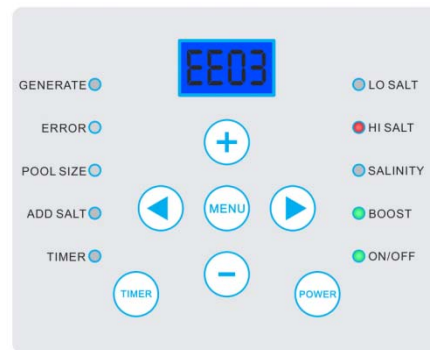 EE03
GENERATE
ERROR
POOL SIZE
ADD SALT
TIMER
LO SALT
HI SALT
SALINITY
BOOST
ON/OFF
+
MENU
−
TIMER
POWER